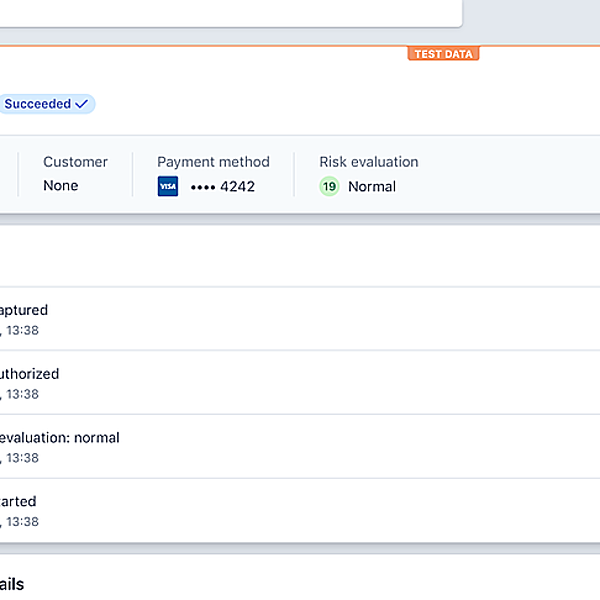 TEST DATA
Succeeded
Customer Payment method Risk evaluation
None VISA •••• 4242 19 Normal
aptured
, 13:38
uthorized
, 13:38
evaluation: normal
, 13:38
arted
, 13:38
ails